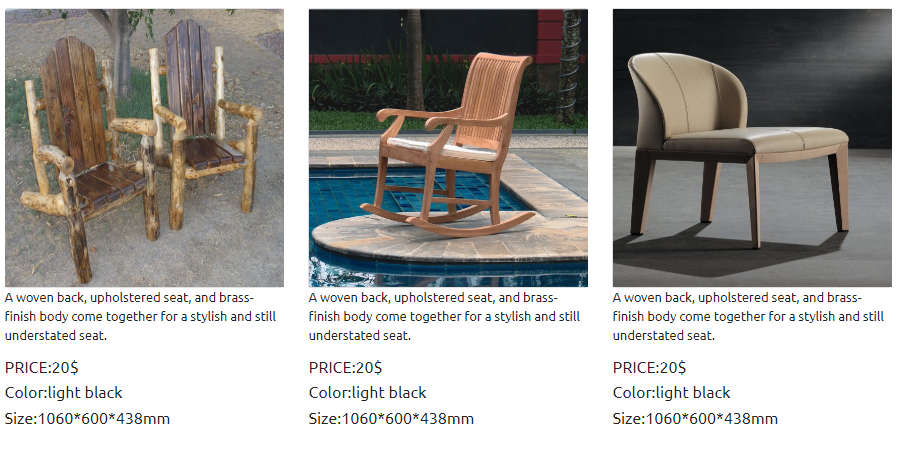 A woven back, upholstered seat, and brass-
finish body come together for a stylish and still
understated seat.
PRICE:20$
Color:light black
Size:1060*600*438mm
A woven back, upholstered seat, and brass-
finish body come together for a stylish and still
understated seat.
PRICE:20$
Color:light black
Size:1060*600*438mm
A woven back, upholstered seat, and brass-
finish body come together for a stylish and still
understated seat.
PRICE:20$
Color:light black
Size:1060*600*438mm